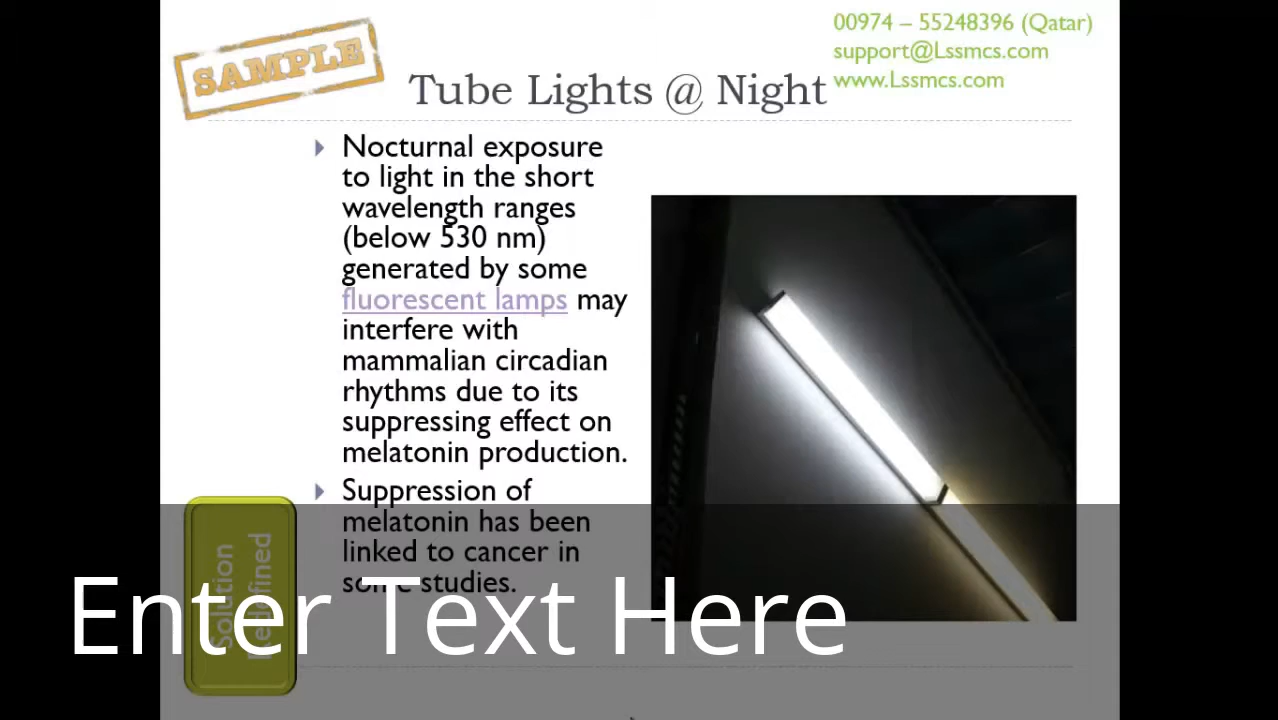 SAMPLE
00974 – 55248396 (Qatar)
support@Lssmcs.com
www.Lssmcs.com
Tube Lights @ Night
Nocturnal exposure
to light in the short
wavelength ranges
(below 530 nm)
generated by some
fluorescent lamps may
interfere with
mammalian circadian
rhythms due to its
suppressing effect on
melatonin production.
Suppression of
melatonin has been
linked to cancer in
some studies.
Solution
Redefined
Enter Text Here